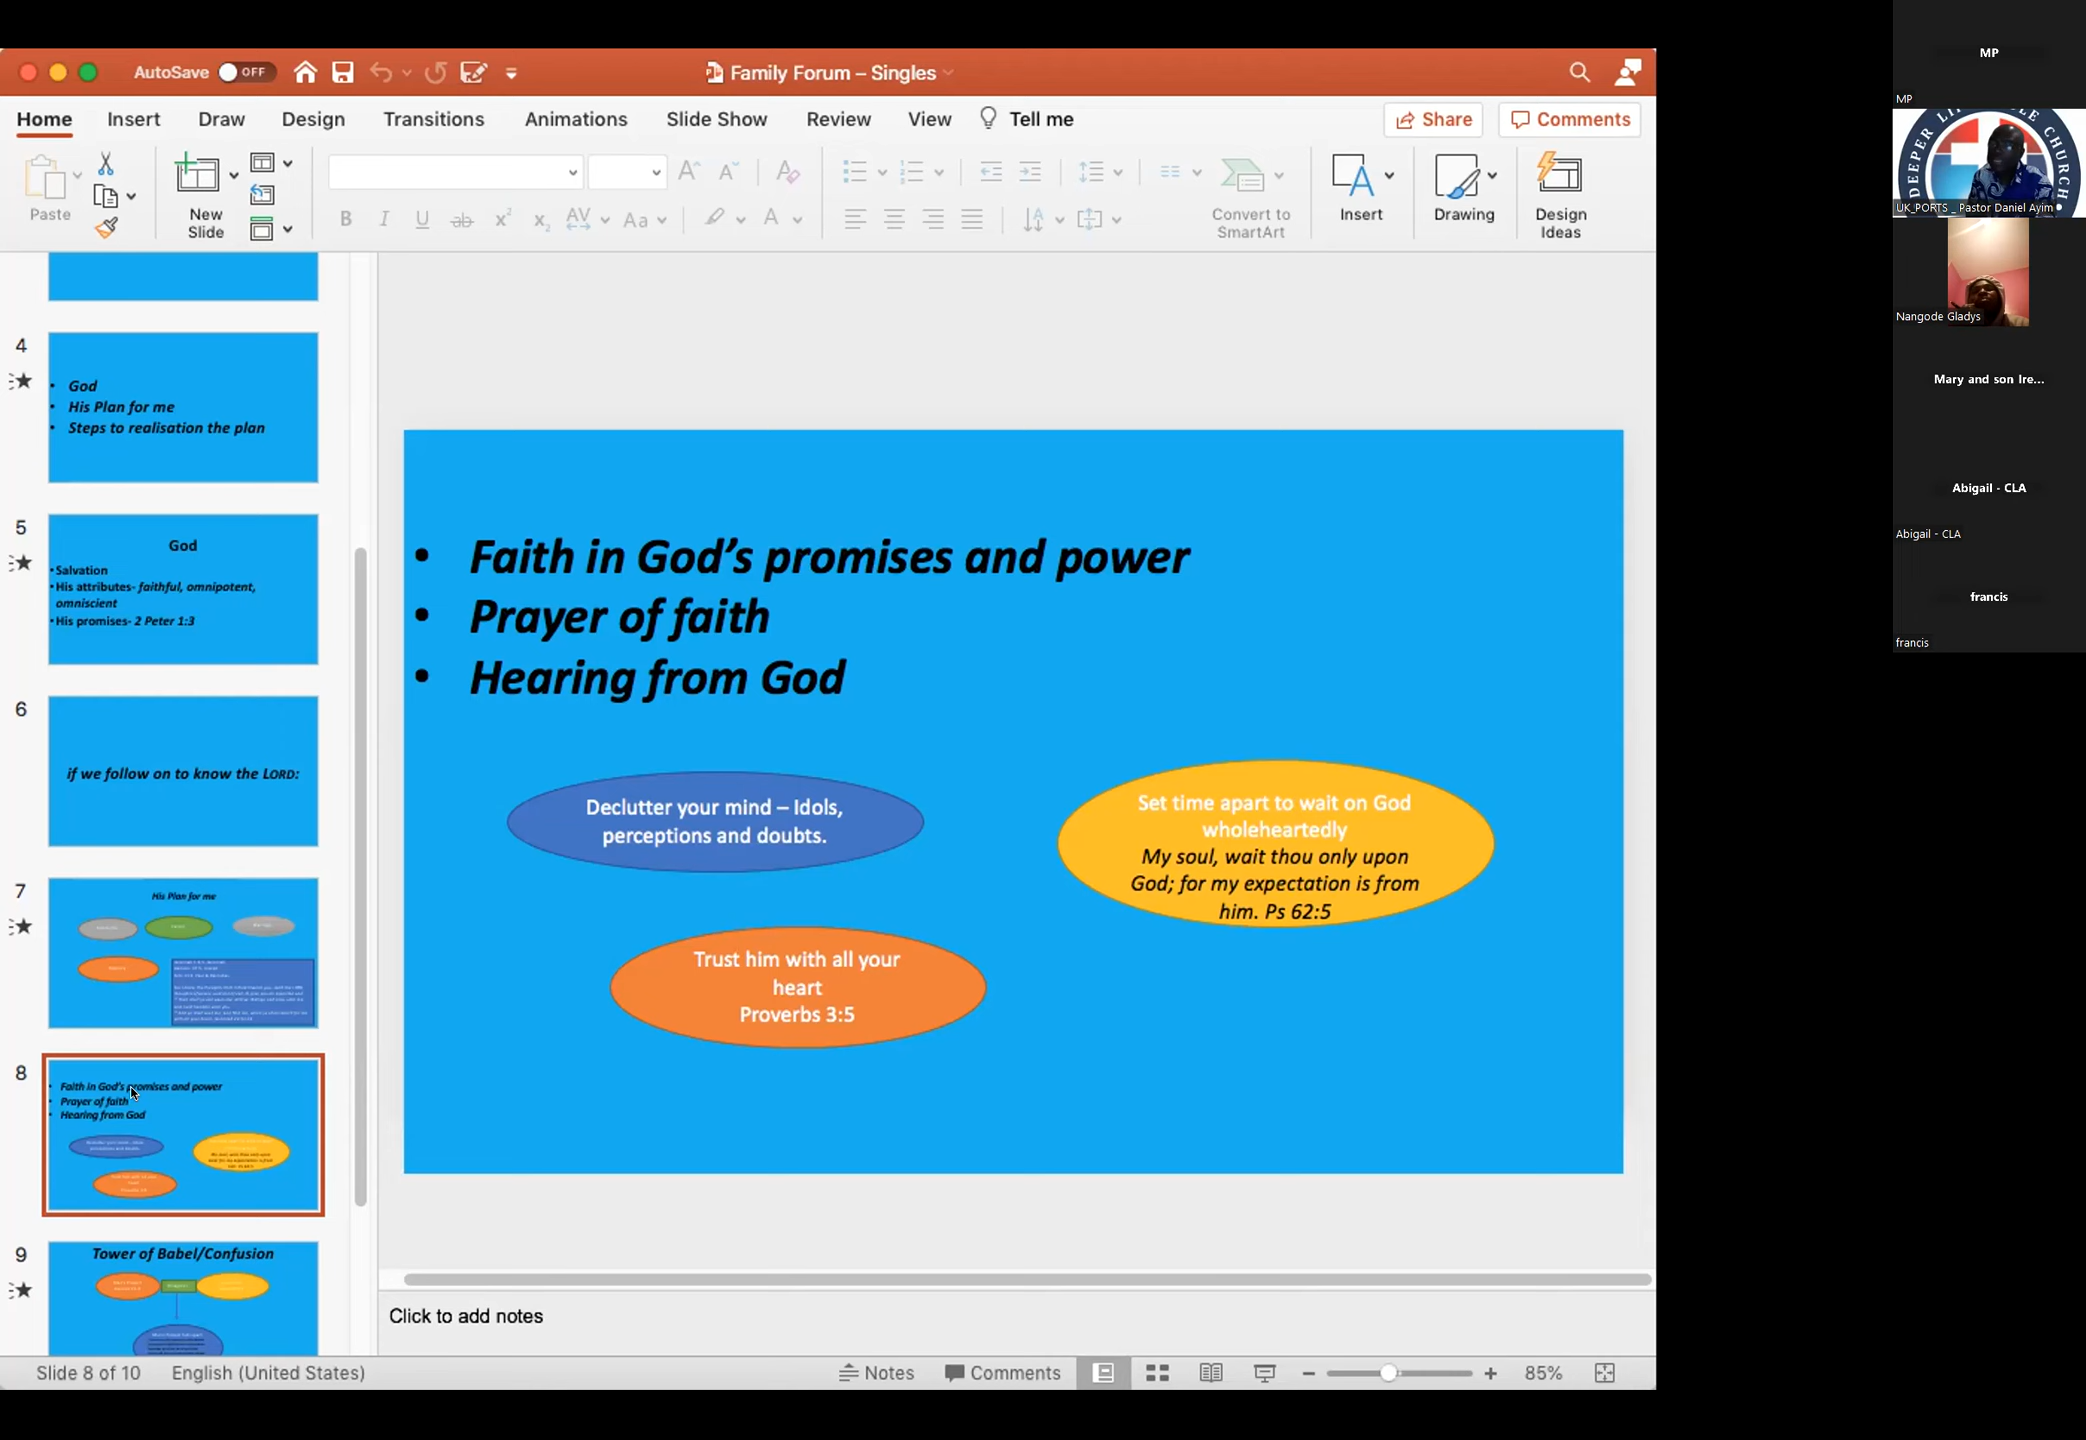 AutoSave OFF
Family Forum – Singles
Home Insert Draw Design Transitions Animations Slide Show Review View Tell me
Share Comments
Paste
New
Slide
Convert to
SmartArt
Insert
Drawing
Design
Ideas
4
• God
• His Plan for me
• Steps to realisation the plan
5
God
• Salvation
• His attributes- faithful, omnipotent,
omniscient
• His promises- 2 Peter 1:3
6
if we follow on to know the LORD:
7
His Plan for me
8
• Faith in God's promises and power
• Prayer of faith
• Hearing from God
9
Tower of Babel/Confusion
• Faith in God’s promises and power
• Prayer of faith
• Hearing from God
Declutter your mind – Idols,
perceptions and doubts.
Set time apart to wait on God
wholeheartedly
My soul, wait thou only upon
God; for my expectation is from
him. Ps 62:5
Trust him with all your
heart
Proverbs 3:5
Click to add notes
Slide 8 of 10 English (United States)
Notes Comments 85%
MP
MP
DEEPER LI LE CHURCH
UK_PORTS _ Pastor Daniel Ayim
Nangode Gladys
Mary and son Ire...
Abigail - CLA
Abigail - CLA
francis
francis